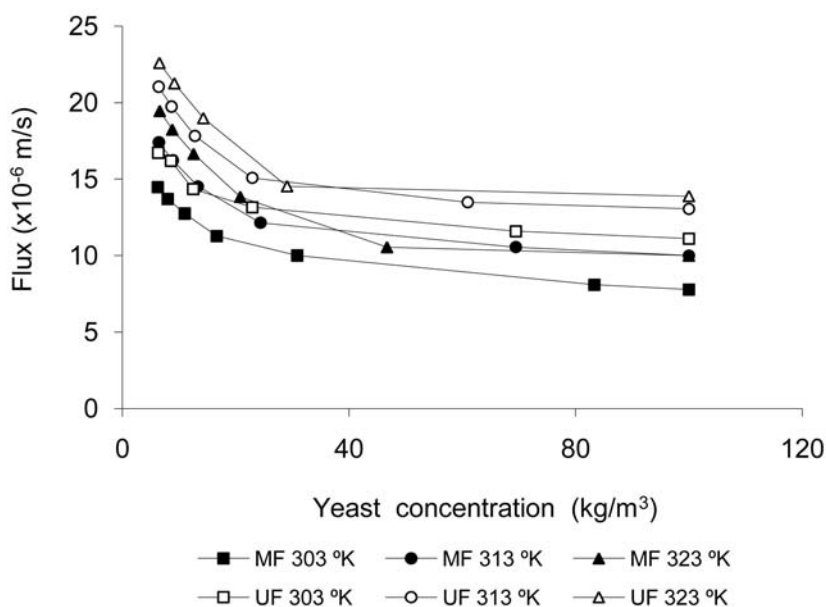 25
20
15
10
5
0
Flux (x10⁻⁶ m/s)
0 40 80 120
Yeast concentration (kg/m³)
MF 303 ºK MF 313 ºK MF 323 ºK
UF 303 ºK UF 313 ºK UF 323 ºK